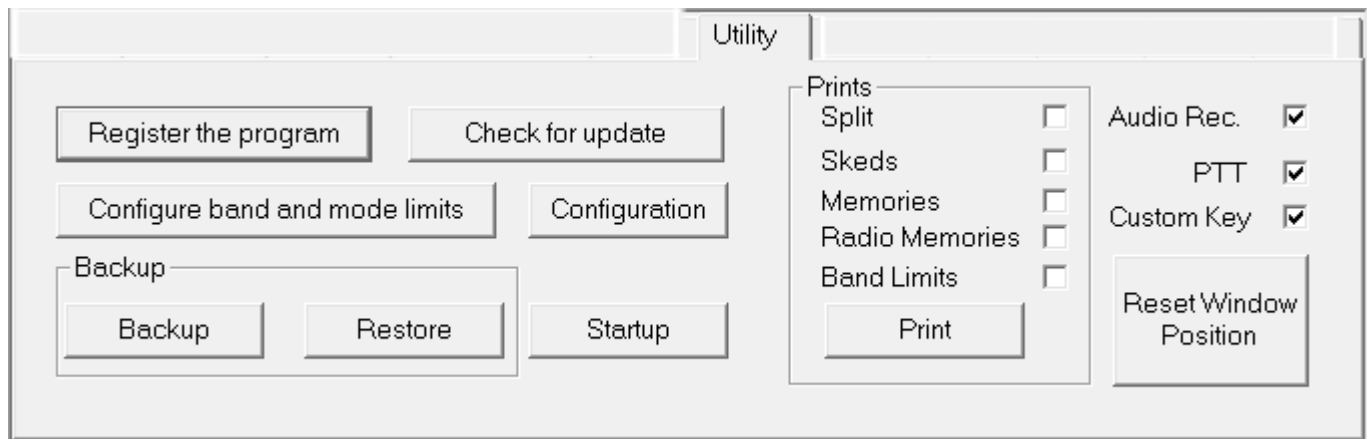 Utility
Register the program
Check for update
Configure band and mode limits
Configuration
Backup
Backup
Restore
Startup
Prints
Split
Skeds
Memories
Radio Memories
Band Limits
Print
Audio Rec.
PTT
Custom Key
Reset Window
Position